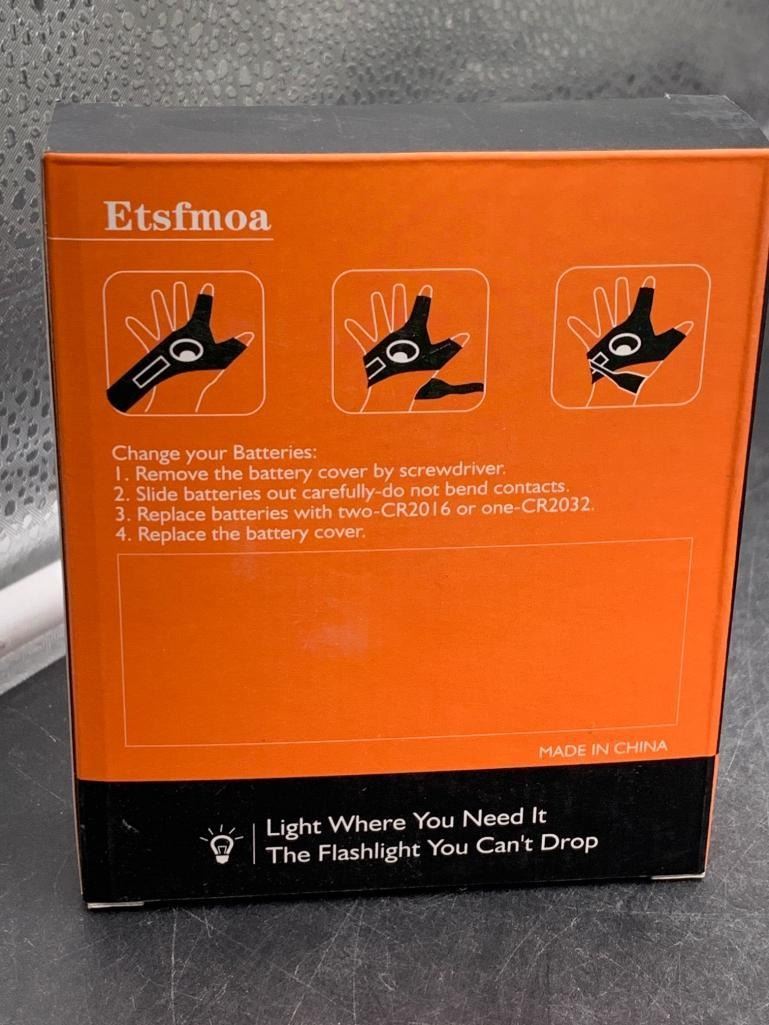 Etsfmoa
Change your Batteries:
1. Remove the battery cover by screwdriver.
2. Slide batteries out carefully-do not bend contacts.
3. Replace batteries with two-CR2016 or one-CR2032.
4. Replace the battery cover.
MADE IN CHINA
Light Where You Need It
The Flashlight You Can't Drop